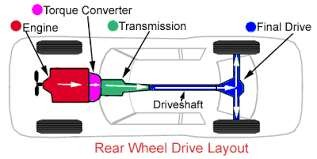 Torque Converter
Engine
Transmission
Final Drive
Driveshaft
Rear Wheel Drive Layout